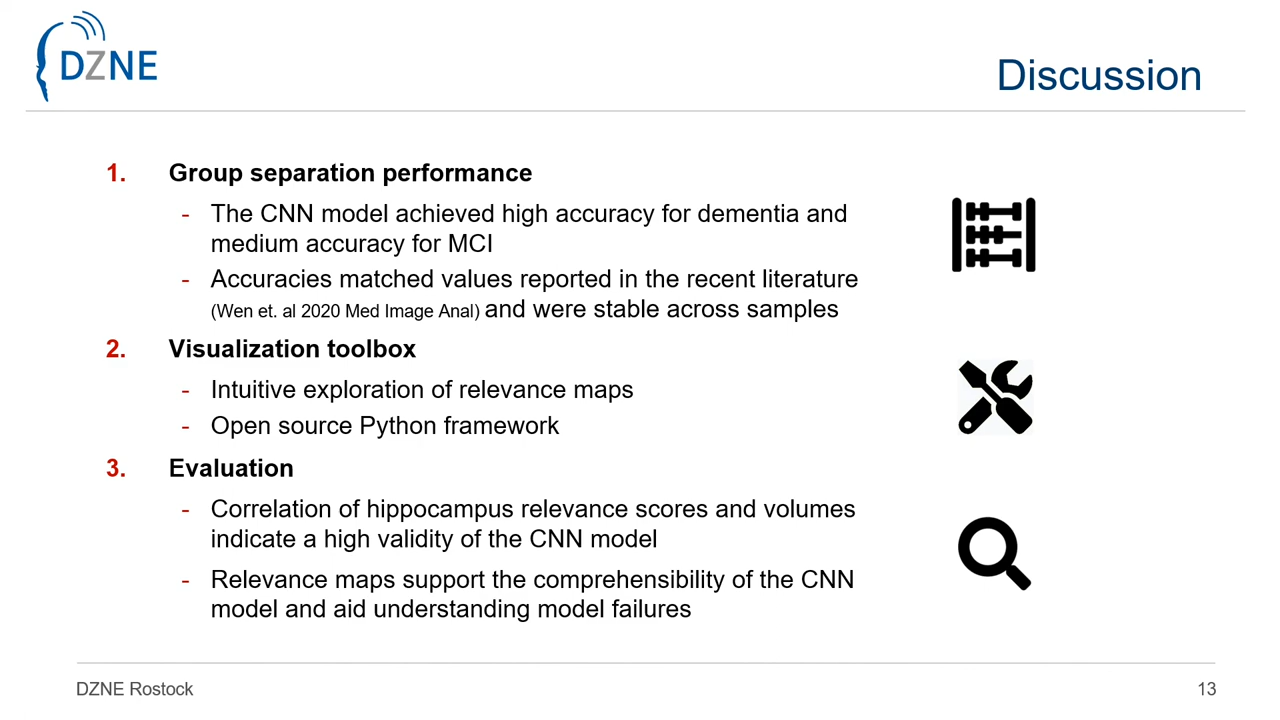 DZNE
Discussion
1. Group separation performance
- The CNN model achieved high accuracy for dementia and
medium accuracy for MCI
- Accuracies matched values reported in the recent literature
(Wen et. al 2020 Med Image Anal) and were stable across samples
2. Visualization toolbox
- Intuitive exploration of relevance maps
- Open source Python framework
3. Evaluation
- Correlation of hippocampus relevance scores and volumes
indicate a high validity of the CNN model
- Relevance maps support the comprehensibility of the CNN
model and aid understanding model failures
DZNE Rostock
13